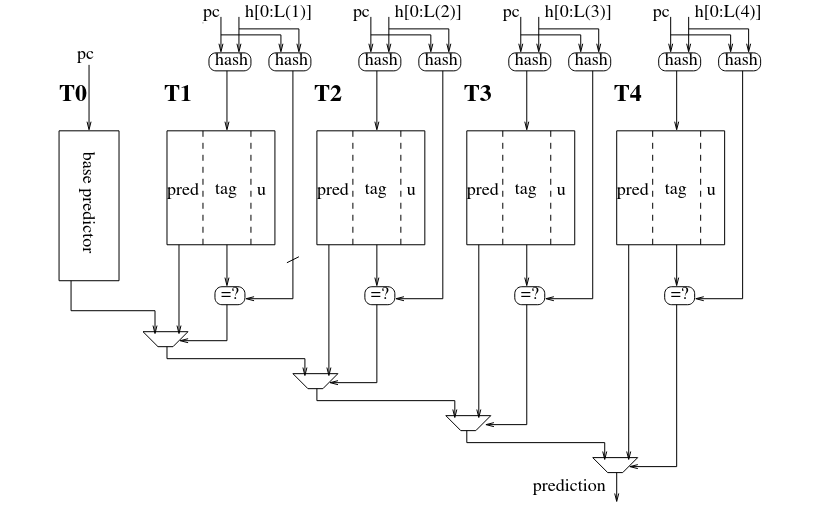 pc h[0:L(1)] pc h[0:L(2)] pc h[0:L(3)] pc h[0:L(4)]
pc hash hash hash hash hash hash hash hash
T0 T1 T2 T3 T4
base predictor
pred tag u pred tag u pred tag u pred tag u
=? =? =? =?
prediction